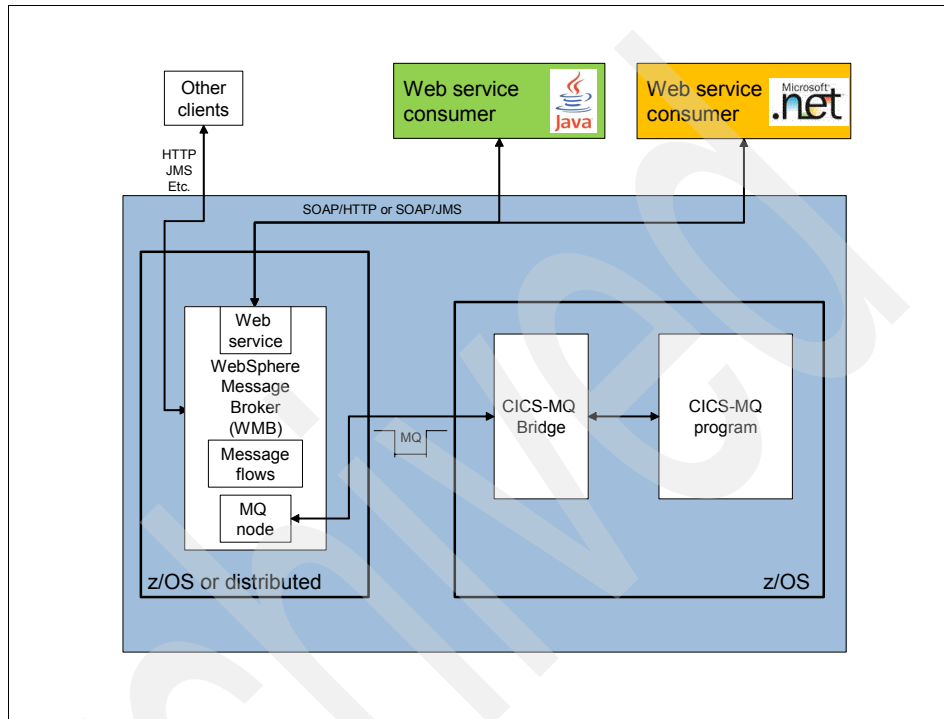 Other
clients
Web service
consumer
Java
Web service
consumer
Microsoft
.net
HTTP
JMS
Etc.
SOAP/HTTP or SOAP/JMS
Web
service
WebSphere
Message
Broker
(WMB)
Message
flows
MQ
node
MQ
CICS-MQ
Bridge
CICS-MQ
program
z/OS or distributed
z/OS